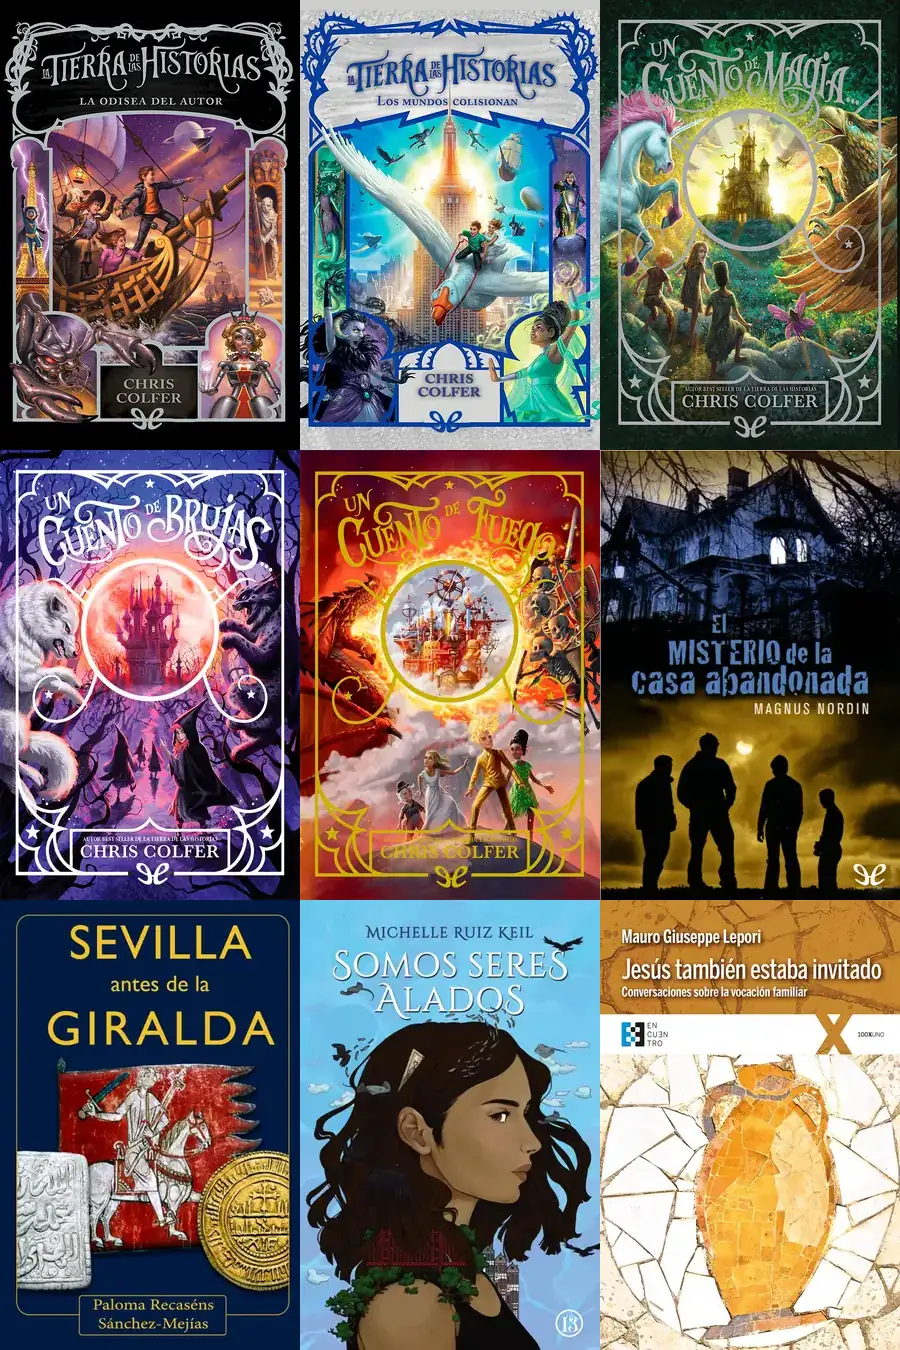 LA TIERRA DE LAS HISTORIAS
LA ODISEA DEL AUTOR
CHRIS
COLFER
LA TIERRA DE LAS HISTORIAS
LOS MUNDOS COLISIONAN
CHRIS
COLFER
UN
CUENTO DE MAGIA...
AUTOR BEST SELLER DE LA TIERRA DE LAS HISTORIAS
CHRIS COLFER
UN
CUENTO DE BRUJAS
AUTOR BEST SELLER DE LA TIERRA DE LAS HISTORIAS
CHRIS COLFER
UN
CUENTO DE FUEGO
CHRIS COLFER
El
MISTERIO de la
casa abandonada
MAGNUS NORDIN
SEVILLA
antes de la
GIRALDA
Paloma Recaséns
Sánchez-Mejías
MICHELLE RUIZ KEIL
SOMOS SERES
ALADOS
13
Mauro Giuseppe Lepori
Jesús también estaba invitado
Conversaciones sobre la vocación familiar
EN
CUEN
TRO
100XUNO